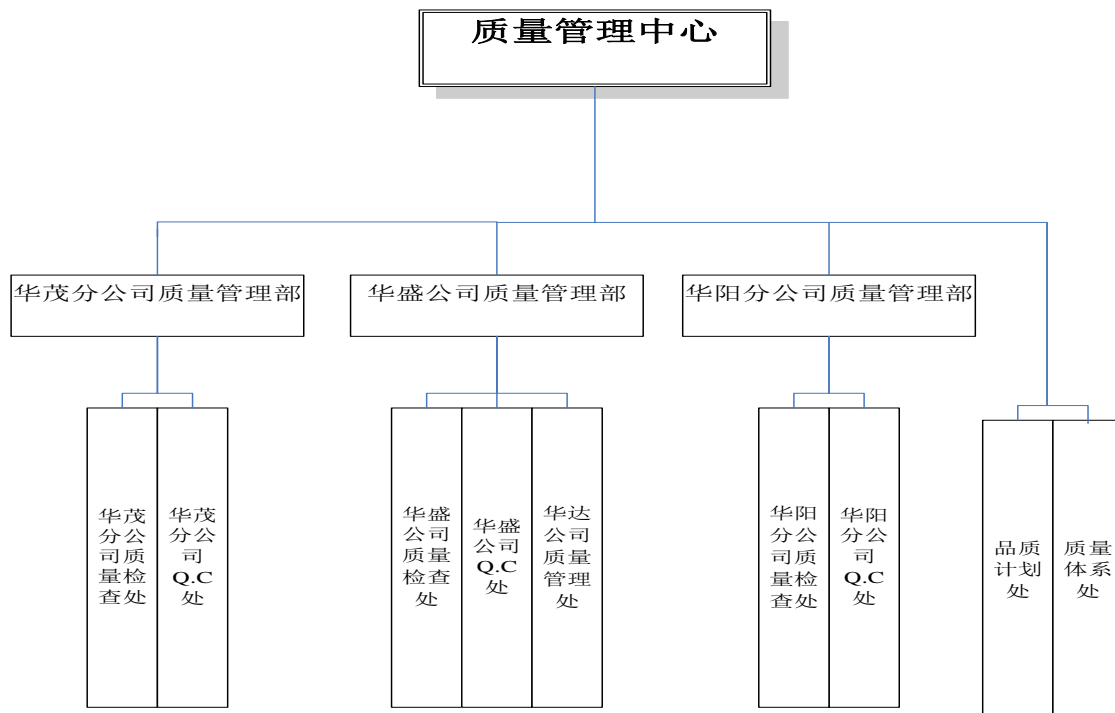 质量管理中心
华茂分公司质量管理部
华盛公司质量管理部
华阳分公司质量管理部
华茂
分公
司质
量检
查处
华茂
分公
司
Q.C
处
华盛
公司
质量
检查
处
华盛
公司
Q.C
处
华达
公司
质量
管理
处
华阳
分公
司质
量检
查处
华阳
分公
司
Q.C
处
品质
计划
处
质量
体系
处